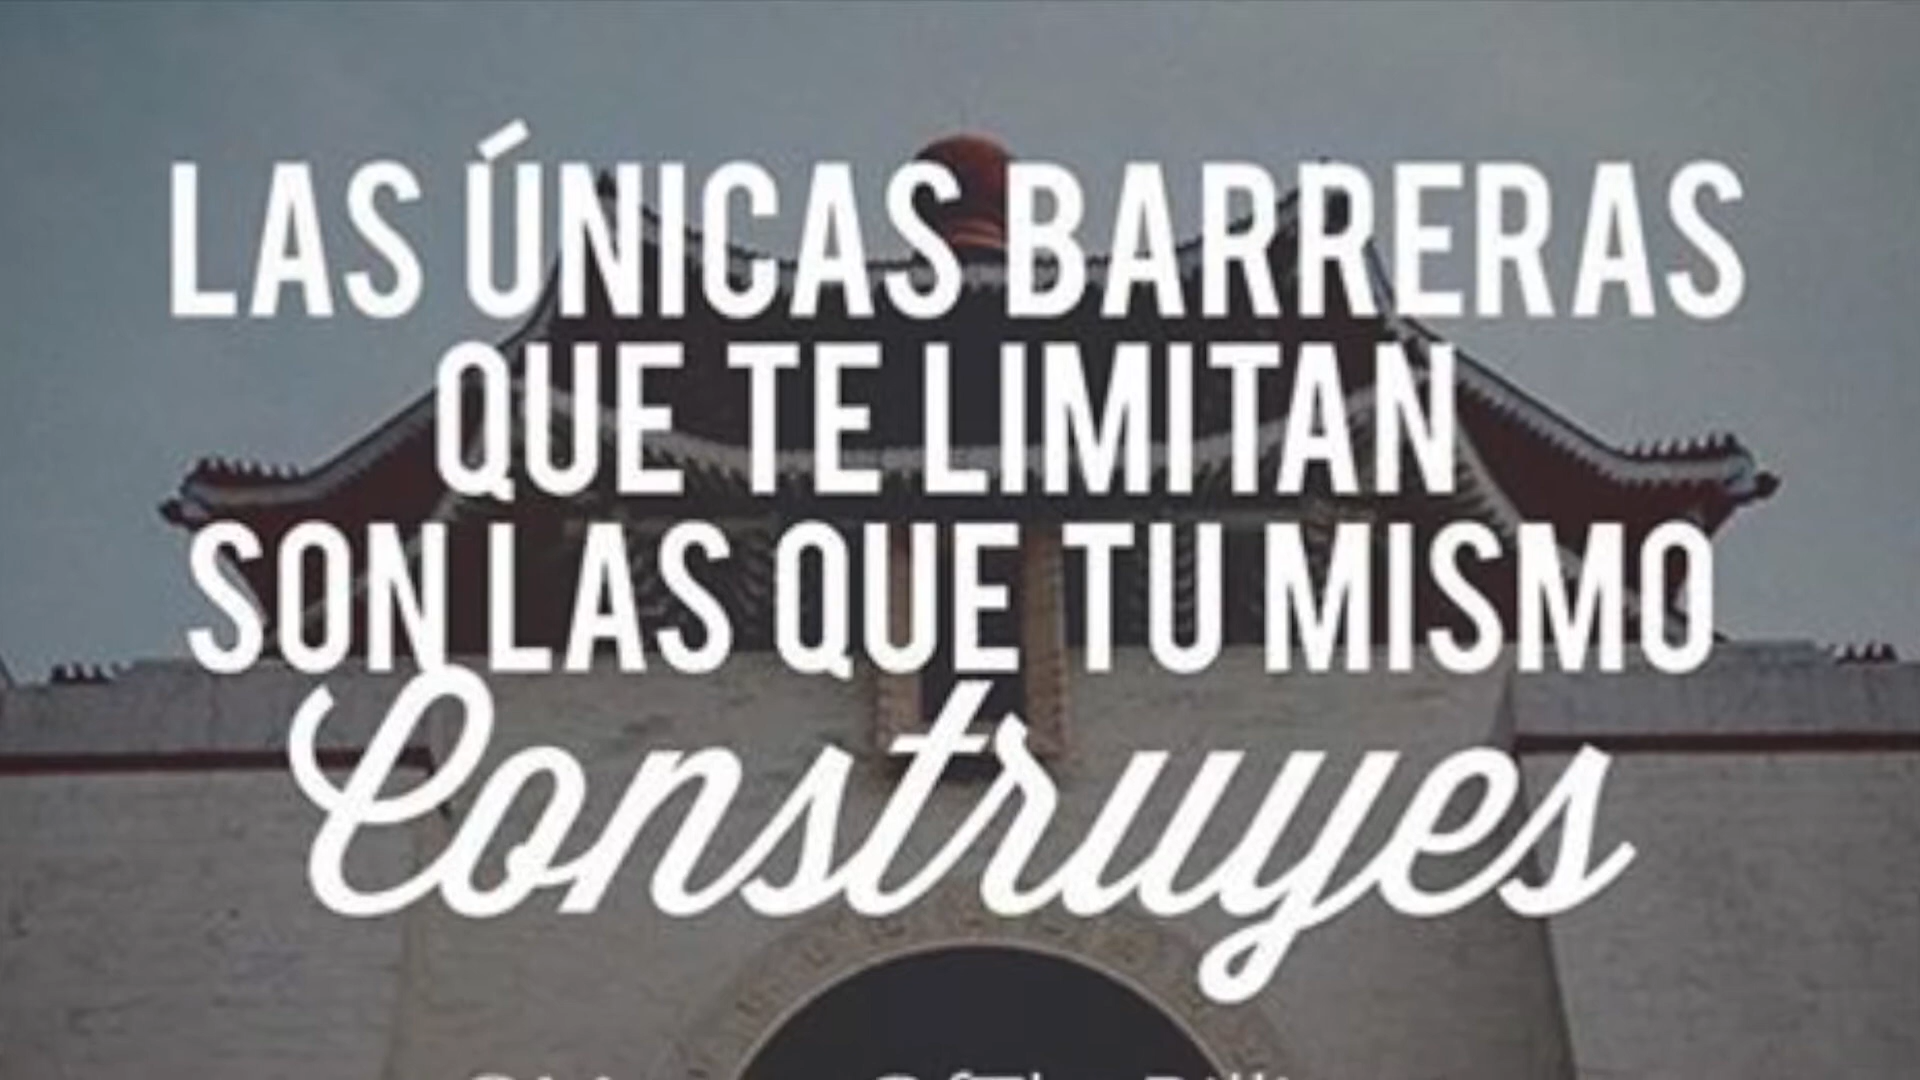 LAS ÚNICAS BARRERAS
QUE TE LIMITAN
SON LAS QUE TU MISMO
Construyes